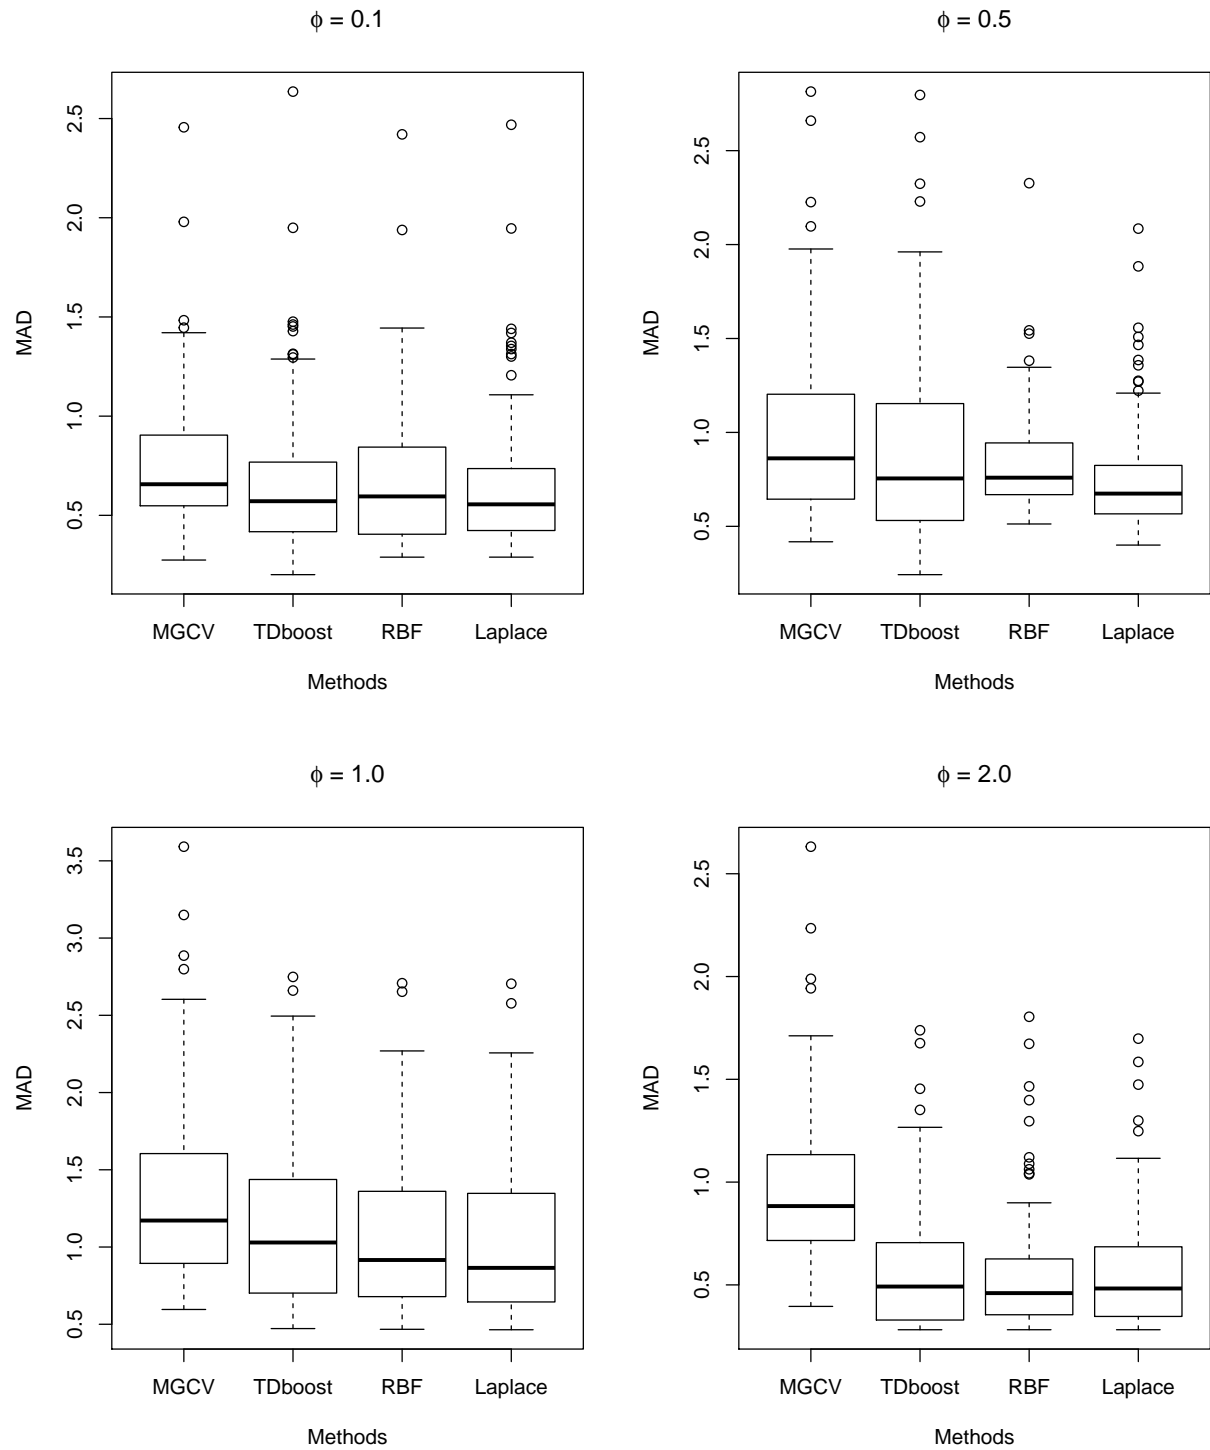 ϕ = 0.1
MAD
2.5
2.0
1.5
1.0
0.5
MGCV TDboost RBF Laplace
Methods
ϕ = 0.5
MAD
2.5
2.0
1.5
1.0
0.5
MGCV TDboost RBF Laplace
Methods
ϕ = 1.0
MAD
3.5
3.0
2.5
2.0
1.5
1.0
0.5
MGCV TDboost RBF Laplace
Methods
ϕ = 2.0
MAD
2.5
2.0
1.5
1.0
0.5
MGCV TDboost RBF Laplace
Methods